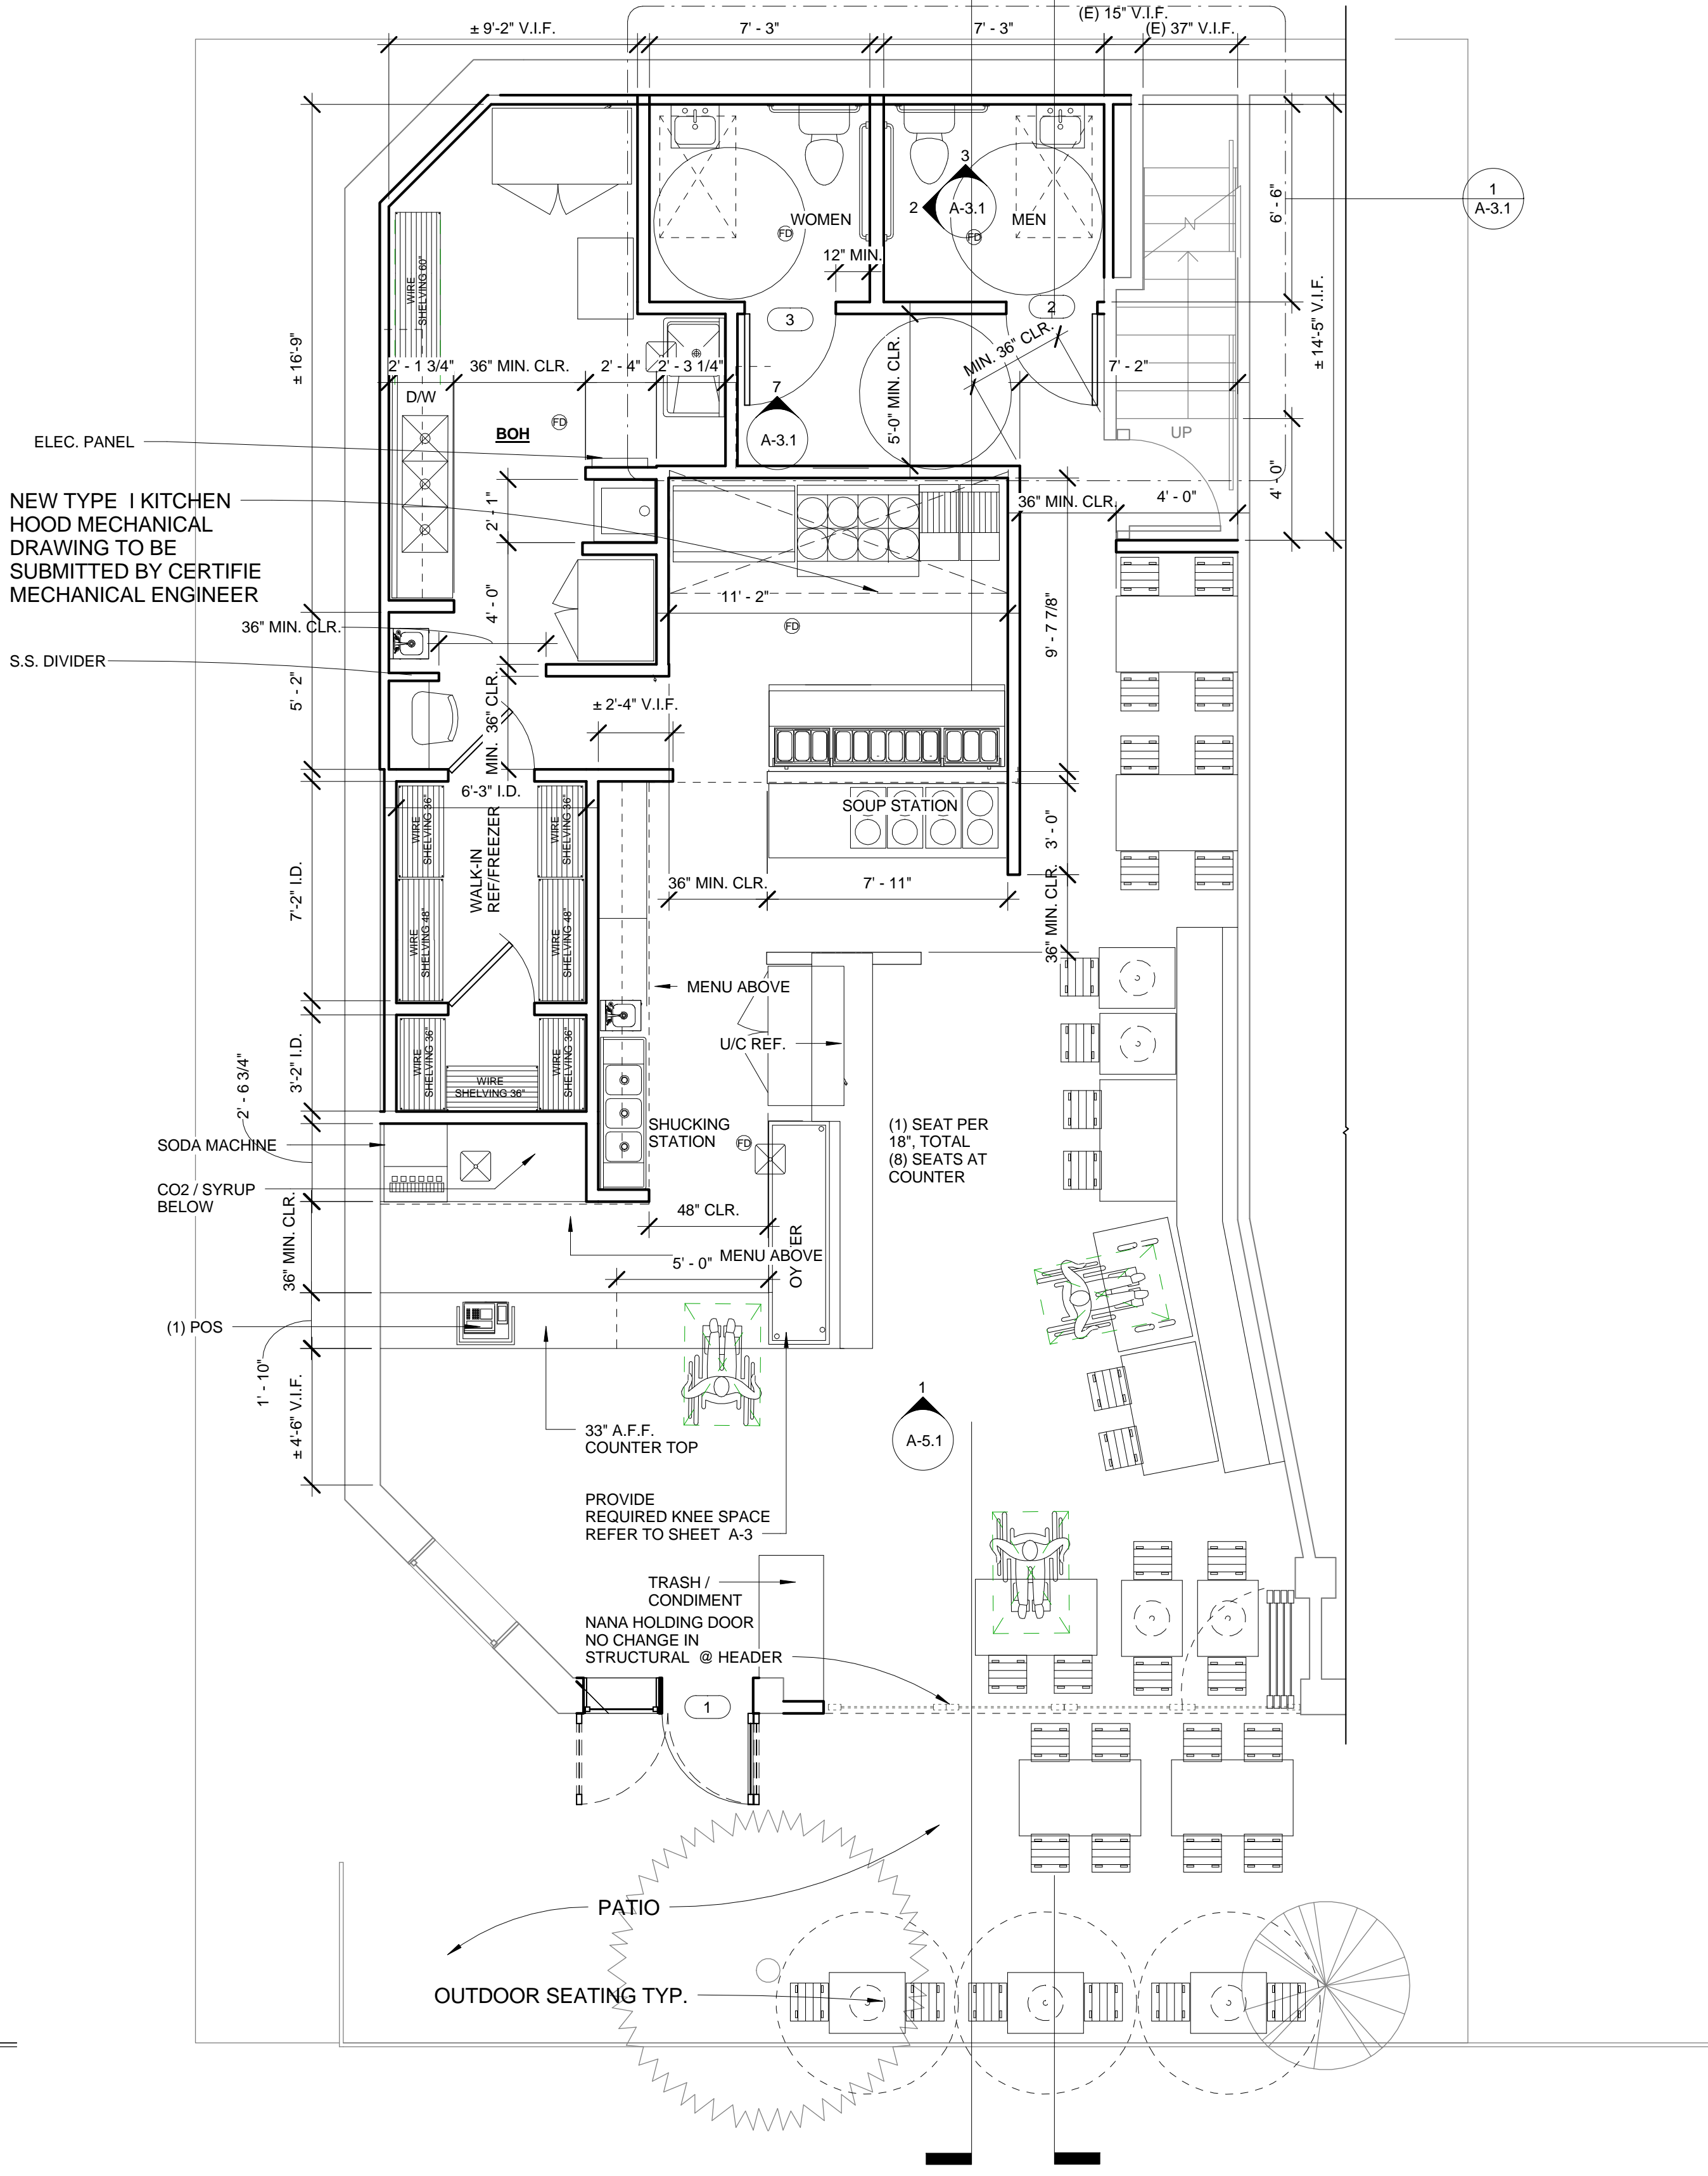 (E) 15" V.I.F.
± 9'-2" V.I.F.
7' - 3"
7' - 3"
(E) 37" V.I.F.
1
A-3.1
6' - 6"
± 14'-5" V.I.F.
3
2
A-3.1
MEN
WOMEN
FD
FD
12" MIN.
WIRE
SHELVING 60"
3
2
± 16'-9"
MIN. 36" CLR.
5'-0" MIN. CLR.
2' - 1 3/4"
36" MIN. CLR.
2' - 4"
2' - 3 1/4"
7' - 2"
D/W
7
A-3.1
FD
BOH
UP
ELEC. PANEL
4' - 0"
NEW TYPE I KITCHEN
HOOD MECHANICAL
DRAWING TO BE
SUBMITTED BY CERTIFIE
MECHANICAL ENGINEER
2' - 1"
36" MIN. CLR.
4' - 0"
4' - 0"
11' - 2"
9' - 7 7/8"
36" MIN. CLR.
FD
S.S. DIVIDER
5' - 2"
MIN. 36" CLR.
± 2'-4" V.I.F.
6'-3" I.D.
WIRE
SHELVING 36"
WIRE
SHELVING 36"
WALK-IN
REF/FREEZER
SOUP STATION
3' - 0"
7'-2" I.D.
36" MIN. CLR.
7' - 11"
36" MIN. CLR.
WIRE
SHELVING 48"
WIRE
SHELVING 48"
MENU ABOVE
U/C REF.
3'-2" I.D.
2' - 6 3/4"
WIRE
SHELVING 36"
WIRE
SHELVING 36"
WIRE
SHELVING 36"
SHUCKING
STATION
FD
(1) SEAT PER
18", TOTAL
(8) SEATS AT
COUNTER
SODA MACHINE
CO2 / SYRUP
BELOW
48" CLR.
36" MIN. CLR.
MENU ABOVE
5' - 0"
OY
ER
(1) POS
1' - 10"
± 4'-6" V.I.F.
1
A-5.1
33" A.F.F.
COUNTER TOP
PROVIDE
REQUIRED KNEE SPACE
REFER TO SHEET A-3
TRASH /
CONDIMENT
NANA HOLDING DOOR
NO CHANGE IN
STRUCTURAL @ HEADER
1
PATIO
OUTDOOR SEATING TYP.